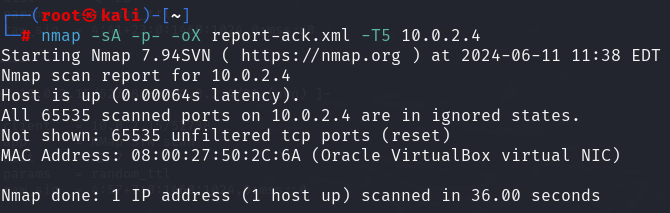 ┌──(root㉿kali)-[~]
└─# nmap -sA -p- -oX report-ack.xml -T5 10.0.2.4
Starting Nmap 7.94SVN ( https://nmap.org ) at 2024-06-11 11:38 EDT
Nmap scan report for 10.0.2.4
Host is up (0.00064s latency).
All 65535 scanned ports on 10.0.2.4 are in ignored states.
Not shown: 65535 unfiltered tcp ports (reset)
MAC Address: 08:00:27:50:2C:6A (Oracle VirtualBox virtual NIC)

Nmap done: 1 IP address (1 host up) scanned in 36.00 seconds